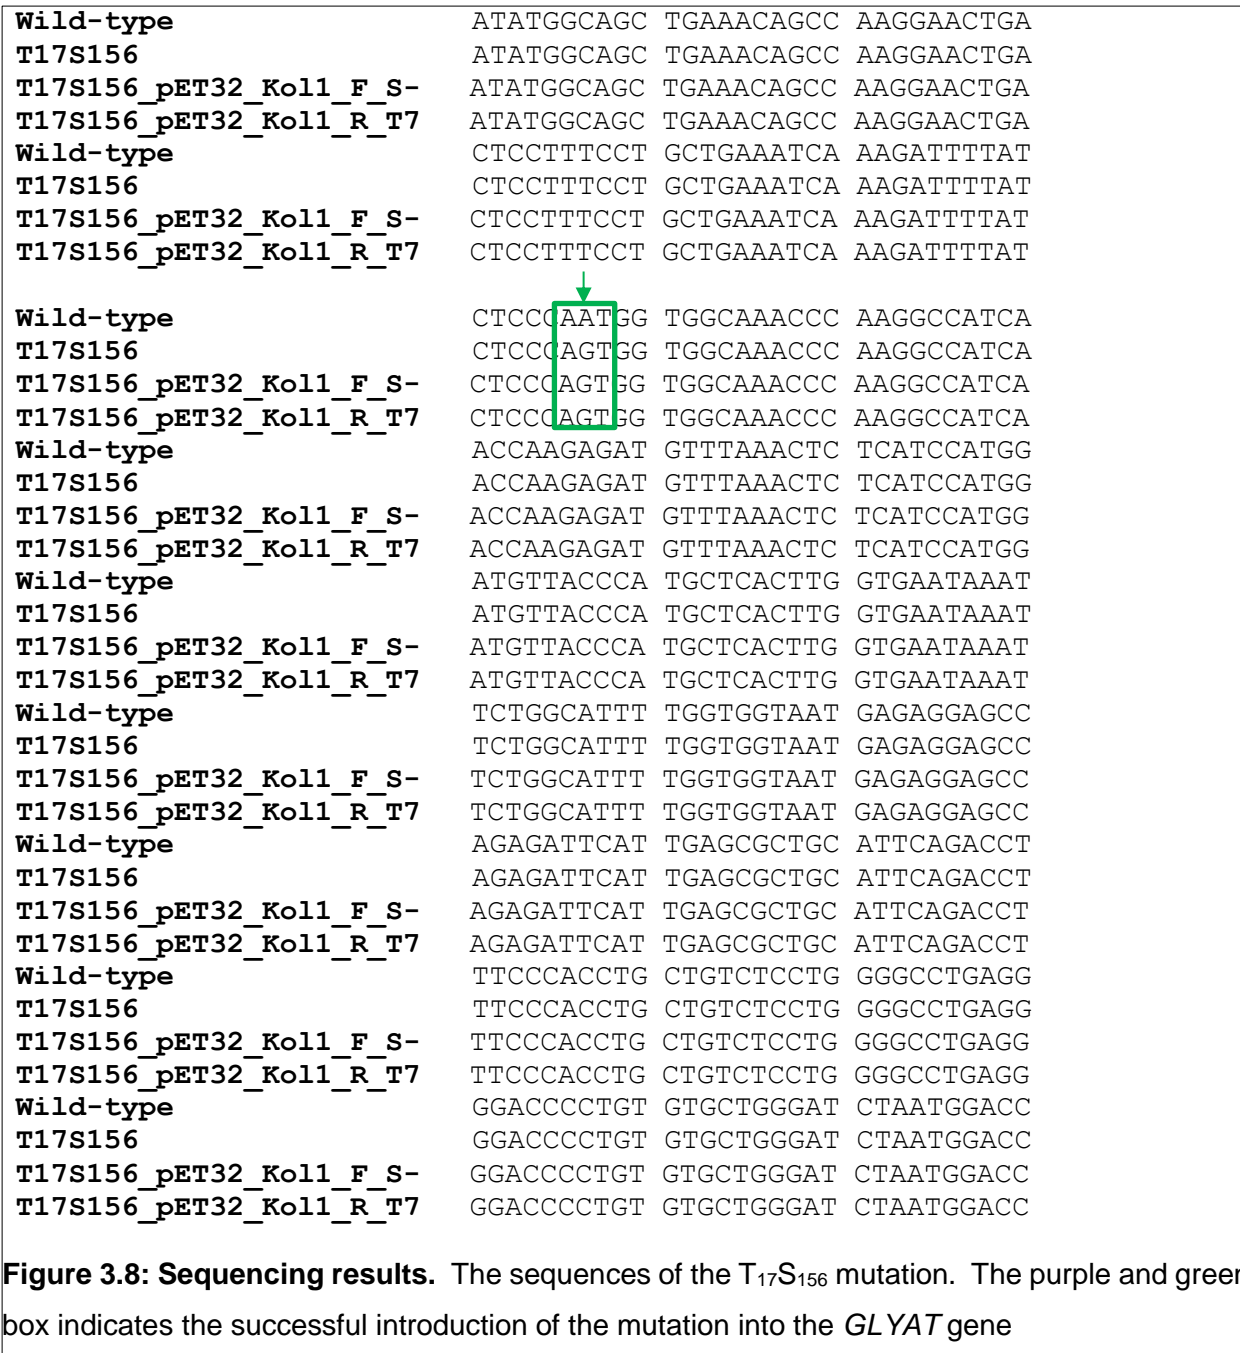 Wild-type ATATGGCAGC TGAAACAGCC AAGGAACTGA
T17S156 ATATGGCAGC TGAAACAGCC AAGGAACTGA
T17S156_pET32_Kol1_F_S- ATATGGCAGC TGAAACAGCC AAGGAACTGA
T17S156_pET32_Kol1_R_T7 ATATGGCAGC TGAAACAGCC AAGGAACTGA
Wild-type CTCCTTTCCT GCTGAAATCA AAGATTTTAT
T17S156 CTCCTTTCCT GCTGAAATCA AAGATTTTAT
T17S156_pET32_Kol1_F_S- CTCCTTTCCT GCTGAAATCA AAGATTTTAT
T17S156_pET32_Kol1_R_T7 CTCCTTTCCT GCTGAAATCA AAGATTTTAT
Wild-type CTCCCAATGG TGGCAAACCC AAGGCCATCA
T17S156 CTCCCAGTGG TGGCAAACCC AAGGCCATCA
T17S156_pET32_Kol1_F_S- CTCCCAGTGG TGGCAAACCC AAGGCCATCA
T17S156_pET32_Kol1_R_T7 CTCCCAGTGG TGGCAAACCC AAGGCCATCA
Wild-type ACCAAGAGAT GTTTAAACTC TCATCCATGG
T17S156 ACCAAGAGAT GTTTAAACTC TCATCCATGG
T17S156_pET32_Kol1_F_S- ACCAAGAGAT GTTTAAACTC TCATCCATGG
T17S156_pET32_Kol1_R_T7 ACCAAGAGAT GTTTAAACTC TCATCCATGG
Wild-type ATGTTACCCA TGCTCACTTG GTGAATAAAT
T17S156 ATGTTACCCA TGCTCACTTG GTGAATAAAT
T17S156_pET32_Kol1_F_S- ATGTTACCCA TGCTCACTTG GTGAATAAAT
T17S156_pET32_Kol1_R_T7 ATGTTACCCA TGCTCACTTG GTGAATAAAT
Wild-type TCTGGCATTT TGGTGGTAAT GAGAGGAGCC
T17S156 TCTGGCATTT TGGTGGTAAT GAGAGGAGCC
T17S156_pET32_Kol1_F_S- TCTGGCATTT TGGTGGTAAT GAGAGGAGCC
T17S156_pET32_Kol1_R_T7 TCTGGCATTT TGGTGGTAAT GAGAGGAGCC
Wild-type AGAGATTCAT TGAGCGCTGC ATTCAGACCT
T17S156 AGAGATTCAT TGAGCGCTGC ATTCAGACCT
T17S156_pET32_Kol1_F_S- AGAGATTCAT TGAGCGCTGC ATTCAGACCT
T17S156_pET32_Kol1_R_T7 AGAGATTCAT TGAGCGCTGC ATTCAGACCT
Wild-type TTCCCACCTG CTGTCTCCTG GGGCCTGAGG
T17S156 TTCCCACCTG CTGTCTCCTG GGGCCTGAGG
T17S156_pET32_Kol1_F_S- TTCCCACCTG CTGTCTCCTG GGGCCTGAGG
T17S156_pET32_Kol1_R_T7 TTCCCACCTG CTGTCTCCTG GGGCCTGAGG
Wild-type GGACCCCTGT GTGCTGGGAT CTAATGGACC
T17S156 GGACCCCTGT GTGCTGGGAT CTAATGGACC
T17S156_pET32_Kol1_F_S- GGACCCCTGT GTGCTGGGAT CTAATGGACC
T17S156_pET32_Kol1_R_T7 GGACCCCTGT GTGCTGGGAT CTAATGGACC
Figure 3.8: Sequencing results. The sequences of the T₁₇S₁₅₆ mutation. The purple and green
box indicates the successful introduction of the mutation into the GLYAT gene